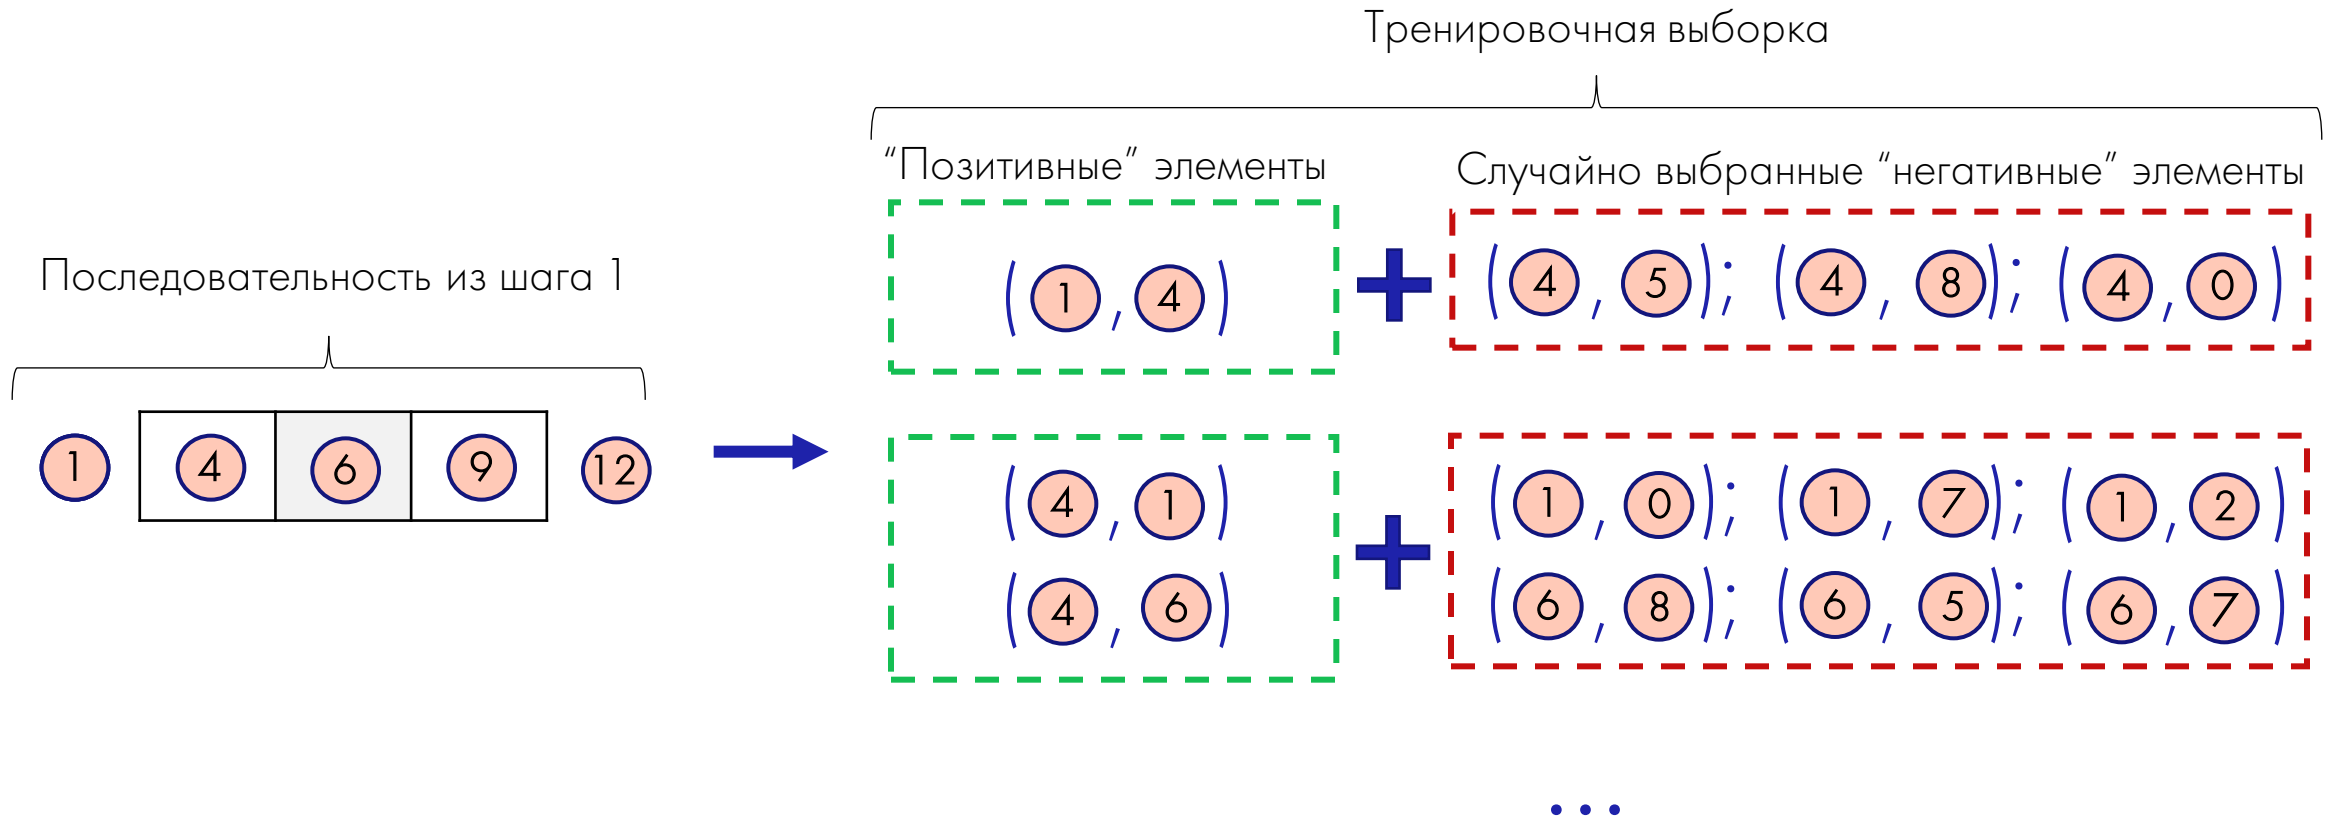 Тренировочная выборка
“Позитивные” элементы
Случайно выбранные “негативные” элементы
Последовательность из шага 1
1 4 6 9 12
(1, 4) + (4, 5); (4, 8); (4, 0)
(4, 1)
(4, 6)
+
(1, 0); (1, 7); (1, 2)
(6, 8); (6, 5); (6, 7)
...